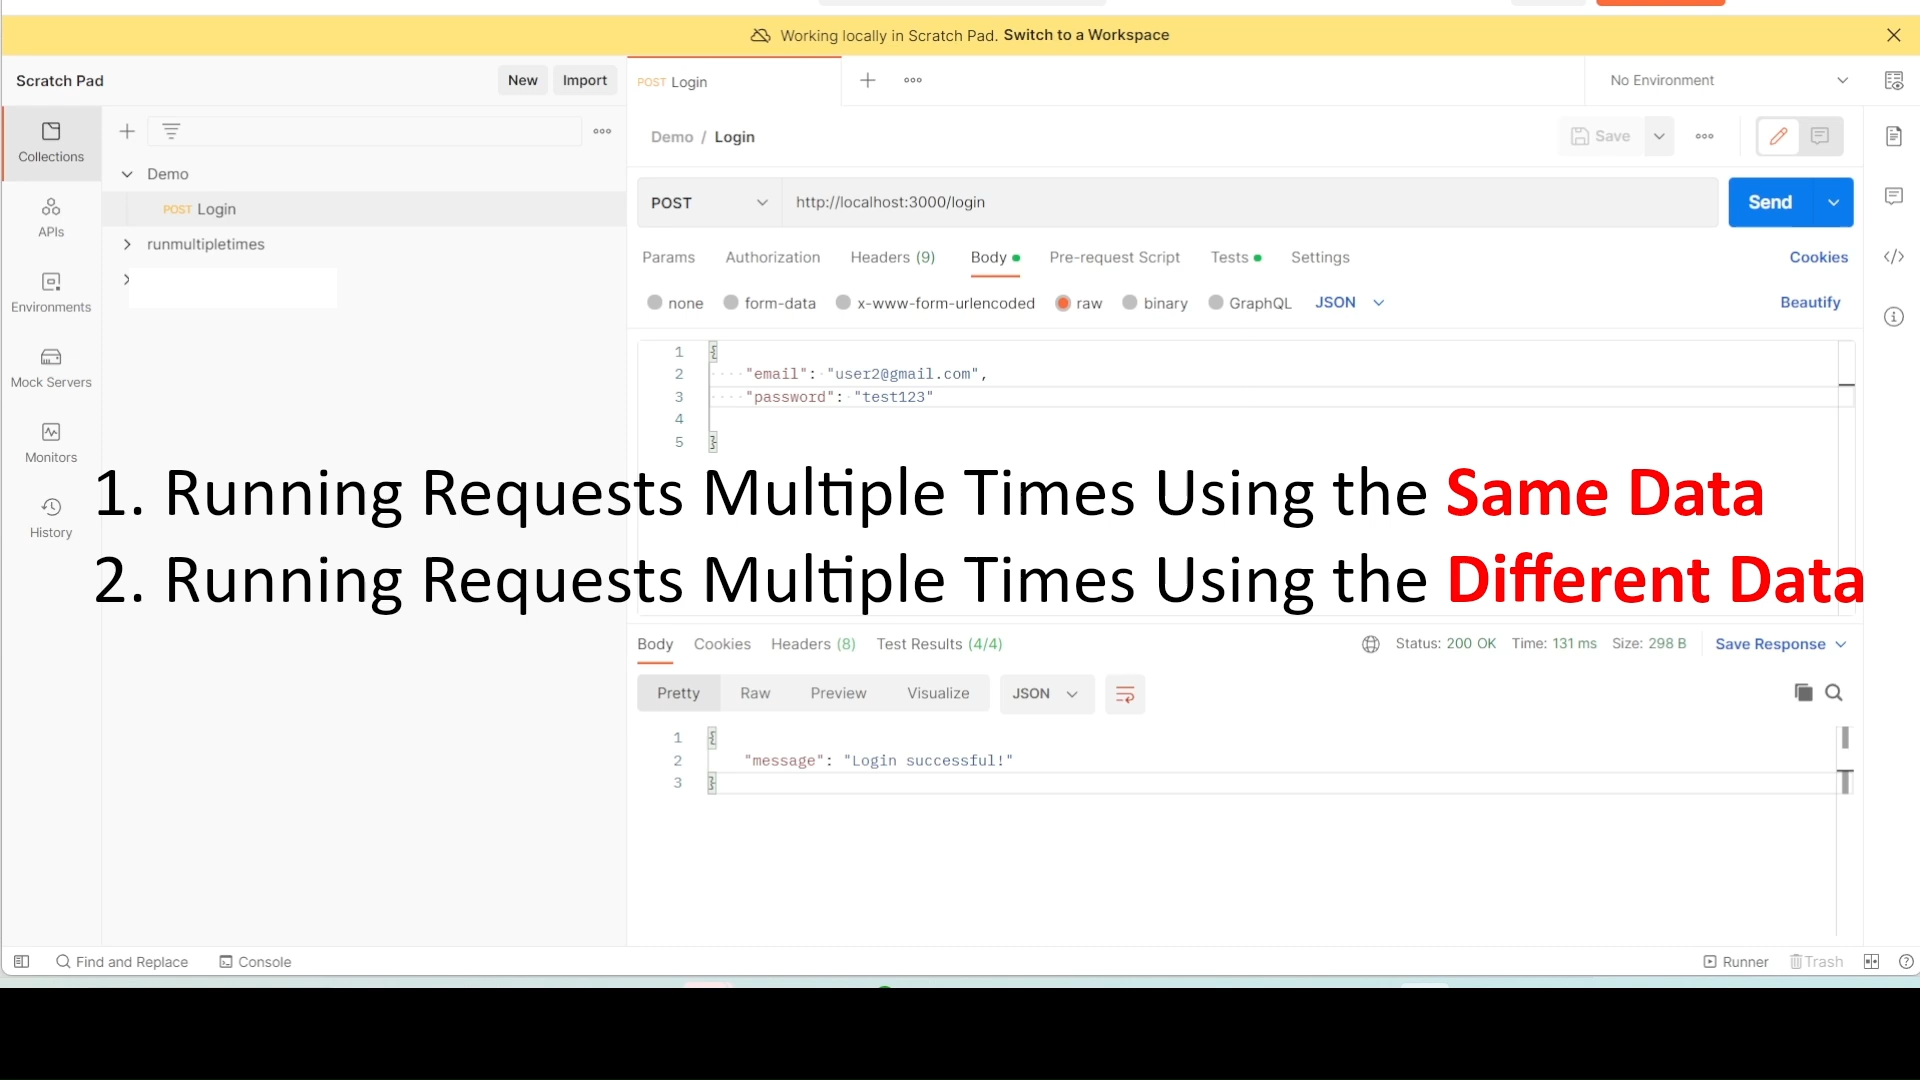 Working locally in Scratch Pad. Switch to a Workspace
Scratch Pad
New
Import
POST Login
No Environment
Collections
Demo
POST Login
runmultipletimes
APIs
Environments
Mock Servers
Monitors
History
Demo / Login
Save
POST
http://localhost:3000/login
Send
Params
Authorization
Headers (9)
Body
Pre-request Script
Tests
Settings
Cookies
none
form-data
x-www-form-urlencoded
raw
binary
GraphQL
JSON
Beautify
1 {
2 "email": "user2@gmail.com",
3 "password": "test123"
4
5 }
1. Running Requests Multiple Times Using the Same Data
2. Running Requests Multiple Times Using the Different Data
Body
Cookies
Headers (8)
Test Results (4/4)
Status: 200 OK
Time: 131 ms
Size: 298 B
Save Response
Pretty
Raw
Preview
Visualize
JSON
1 {
2 "message": "Login successful!"
3 }
Find and Replace
Console
Runner
Trash